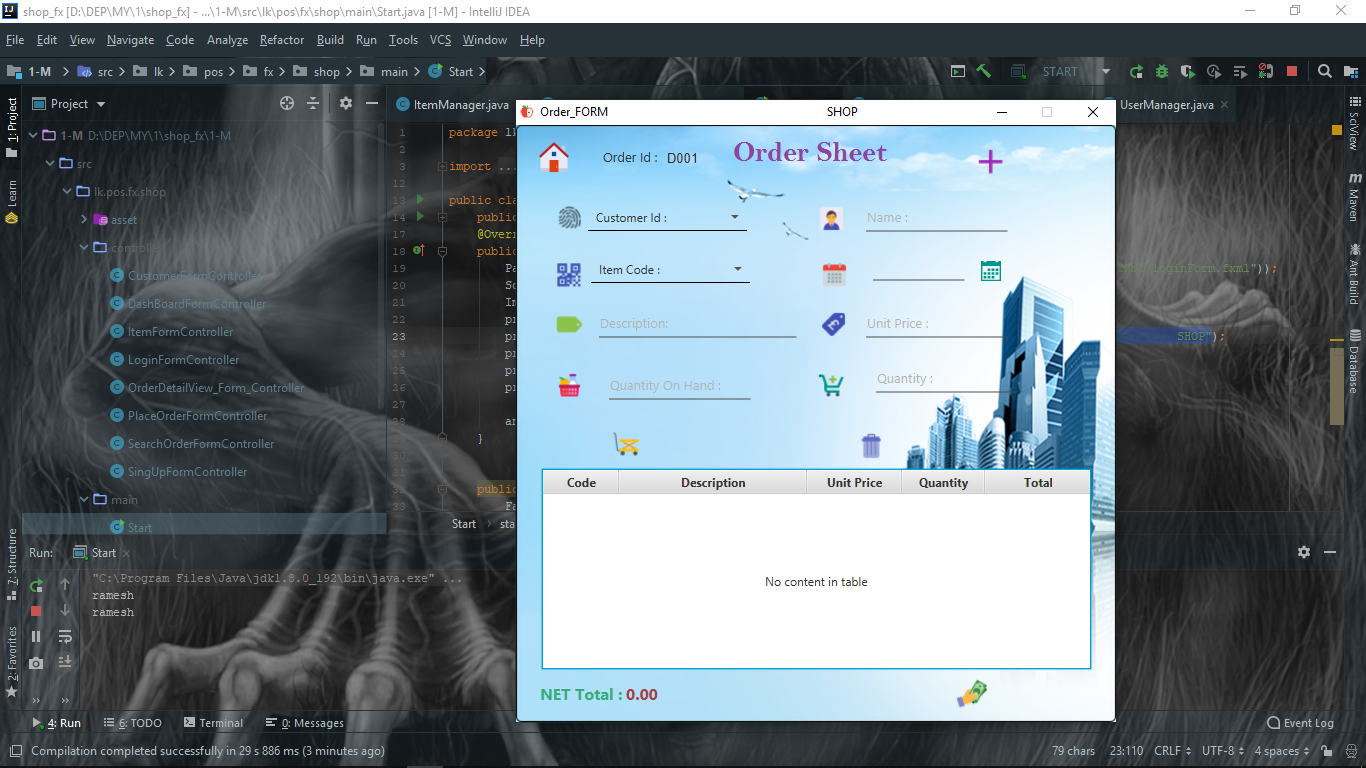 shop_fx [D:\DEP\MY\1\shop_fx] - ...\1-M\src\lk\pos\fx\shop\main\Start.java [1-M] - IntelliJ IDEA
File Edit View Navigate Code Analyze Refactor Build Run Tools VCS Window Help
1-M src lk pos fx shop main Start START
1: Project
Learn
7: Structure
2: Favorites
Project
1-M D:\DEP\MY\1\shop_fx\1-M
src
lk.pos.fx.shop
asset
controller
CustomerFormController
DashBoardFormController
ItemFormController
LoginFormController
OrderDetailView_Form_Controller
PlaceOrderFormController
SearchOrderFormController
SingUpFormController
main
Start
ItemManager.java UserManager.java
1 package l
2
3 import ...
12
13 public cla
14 public
17 @Overr
18 public
19 Pa
20 Sc
21 In
22 pr
23 pr
24 pr
25 pr
26 pr
27
28 an
}
32 public
33 Fa
LoginForm.fxml"));
SHOP");
Start sta
Order_FORM SHOP
Order Id : D001 Order Sheet
Customer Id : Name :
Item Code :
Description: Unit Price :
Quantity On Hand : Quantity :
Code Description Unit Price Quantity Total
No content in table
NET Total : 0.00
SciView
Maven
Ant Build
Database
Run: Start
"C:\Program Files\Java\jdk1.8.0_192\bin\java.exe" ...
ramesh
ramesh
4: Run 6: TODO Terminal 0: Messages Event Log
Compilation completed successfully in 29 s 886 ms (3 minutes ago) 79 chars 23:110 CRLF UTF-8 4 spaces